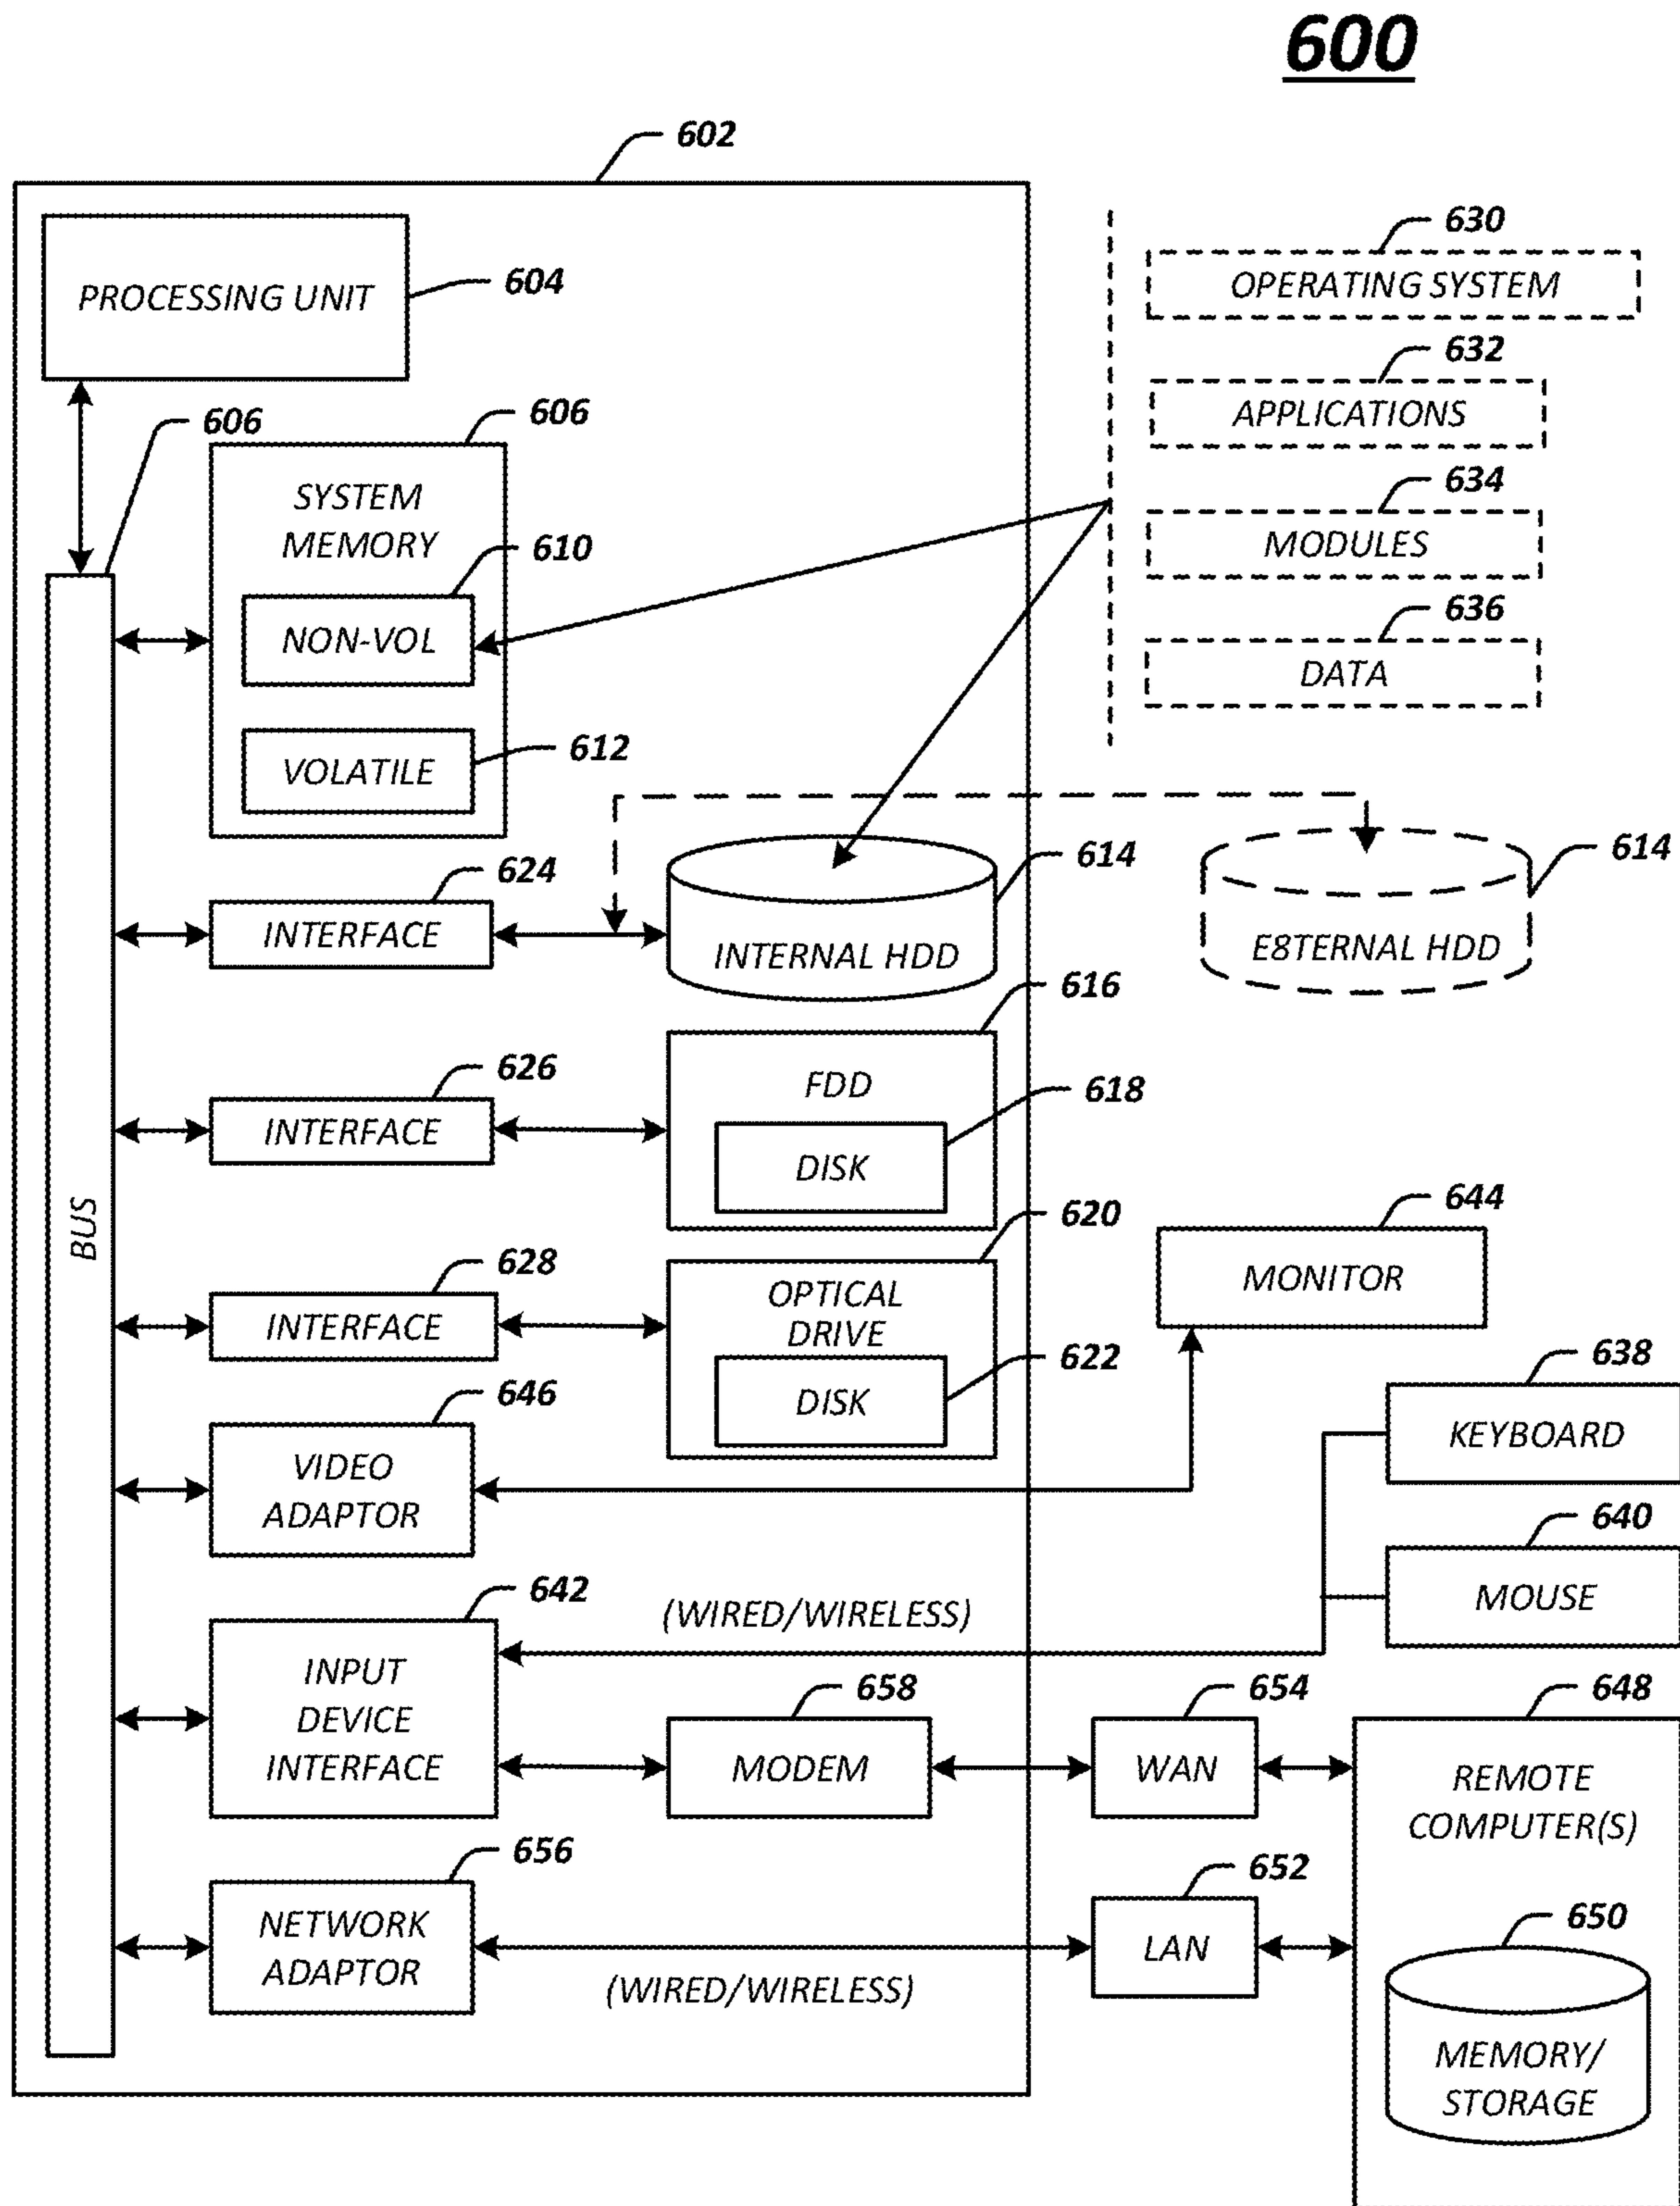 600
602
PROCESSING UNIT
604
630
OPERATING SYSTEM
632
APPLICATIONS
634
MODULES
636
DATA
606
606
SYSTEM
MEMORY
610
NON-VOL
612
VOLATILE
BUS
624
INTERFACE
614
INTERNAL HDD
614
E8TERNAL HDD
626
INTERFACE
616
FDD
618
DISK
628
INTERFACE
620
OPTICAL
DRIVE
622
DISK
644
MONITOR
646
VIDEO
ADAPTOR
638
KEYBOARD
640
MOUSE
642
INPUT
DEVICE
INTERFACE
(WIRED/WIRELESS)
658
MODEM
654
WAN
648
REMOTE
COMPUTER(S)
656
NETWORK
ADAPTOR
(WIRED/WIRELESS)
652
LAN
650
MEMORY/
STORAGE